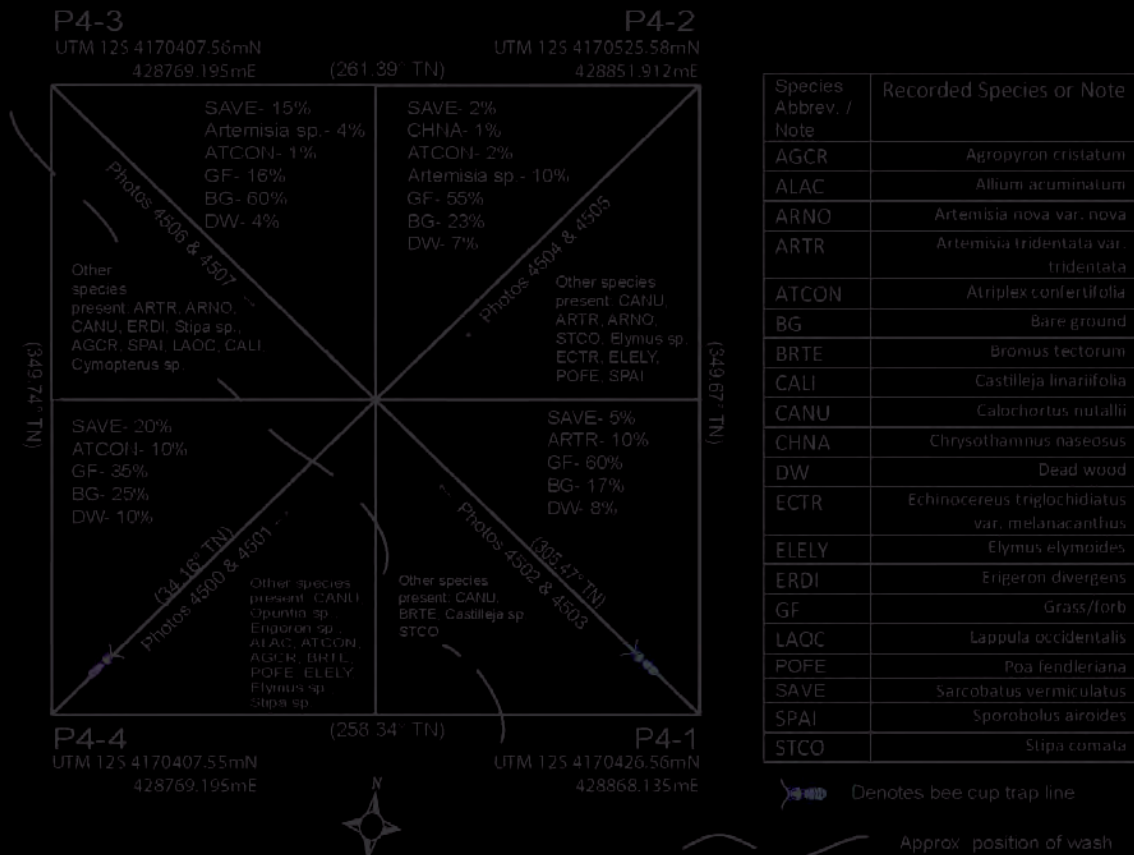 P4-3
UTM 12S 4170407.56mN
428769.195mE
(261.39° TN)
P4-2
UTM 12S 4170525.58mN
428851.912mE
SAVE- 15%
Artemisia sp.- 4%
ATCON- 1%
GF- 16%
BG- 60%
DW- 4%
SAVE- 2%
CHNA- 1%
ATCON- 2%
Artemisia sp.- 10%
GF- 55%
BG- 23%
DW- 7%
Photos 4506 & 4507
Photos 4504 & 4505
Other
species
present: ARTR, ARNO,
CANU, ERDI, Stipa sp.,
AGCR, SPAI, LAOC, CALI
Cymopterus sp.
Other species
present: CANU,
ARTR, ARNO,
STCO, Elymus sp.
ECTR, ELELY,
POFE, SPAI
(349.74° TN)
(349.67° TN)
SAVE- 20%
ATCON- 10%
GF- 35%
BG- 25%
DW- 10%
SAVE- 5%
ARTR- 10%
GF- 60%
BG- 17%
DW- 8%
(34.16° TN)
Photos 4500 & 4501
(305.47° TN)
Photos 4502 & 4503
Other species
present: CANU
Opuntin sp.
Engoron sp.,
ALAC, ATCON,
AGCR, BRTE,
POFE, ELELY
Elymus sp.
Stipa sp.
Other species
present: CANU,
BRTE, Castilleja sp
STCO
P4-4
UTM 12S 4170407.55mN
428769.195mE
(258.34° TN)
P4-1
UTM 12S 4170426.56mN
428868.135mE
N
Species Recorded Species or Note
Abbrev. /
Note
AGCR Agropyron cristatum
ALAC Allium acuminatum
ARNO Artemisia nova var. nova
ARTR Artemisia tridentata var.
tridentata
ATCON Atriplex confertifolia
BG Bare ground
BRTE Bromus tectorum
CALI Castilleja linariifolia
CANU Calochortus nutallii
CHNA Chrysothamnus naseosus
DW Dead wood
ECTR Echinocereus triglochidiatus
var. melanacanthus
ELELY Elymus elymoides
ERDI Erigeron divergens
GF Grass/forb
LAOC Lappula occidentalis
POFE Poa fendleriana
SAVE Sarcobatus vermiculatus
SPAI Sporobolus airoides
STCO Stipa comata
Denotes bee cup trap line
Approx. position of wash